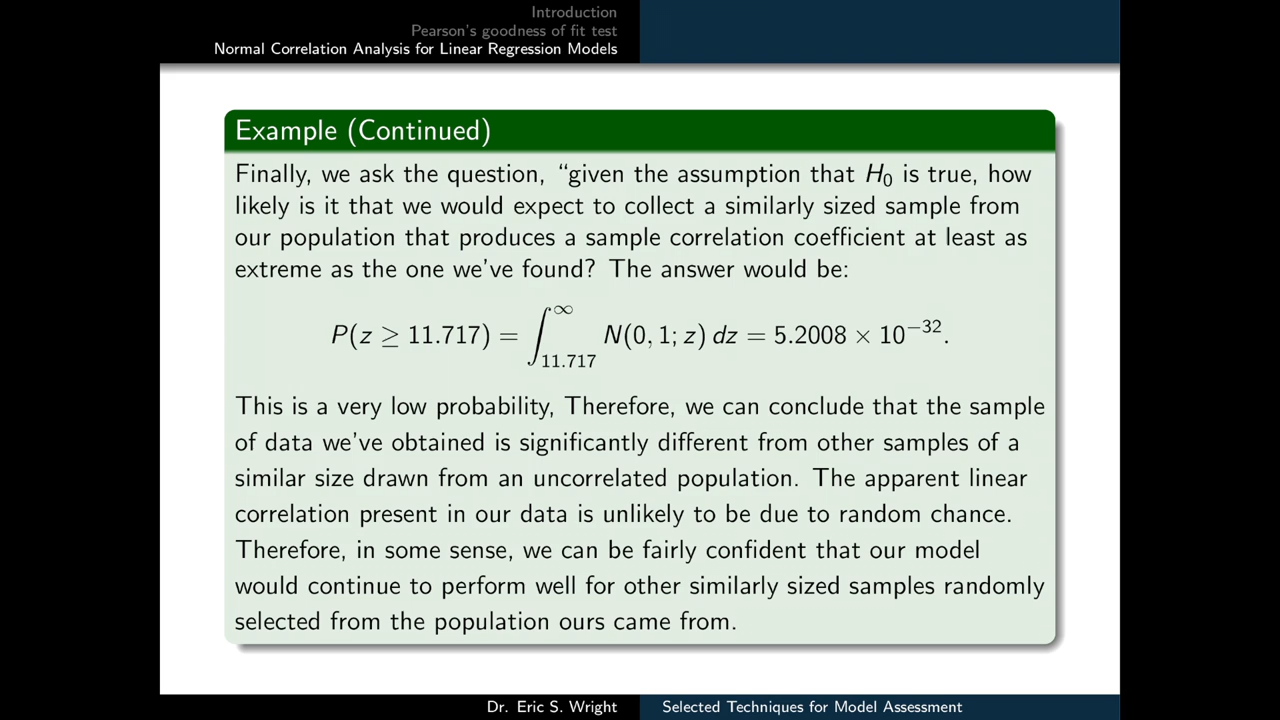 Introduction
Pearson's goodness of fit test
Normal Correlation Analysis for Linear Regression Models
Example (Continued)
Finally, we ask the question, “given the assumption that H₀ is true, how
likely is it that we would expect to collect a similarly sized sample from
our population that produces a sample correlation coefficient at least as
extreme as the one we've found? The answer would be:
P(z ≥ 11.717) = ∫_{11.717}^{∞} N(0, 1; z) dz = 5.2008 × 10⁻³².
This is a very low probability, Therefore, we can conclude that the sample
of data we've obtained is significantly different from other samples of a
similar size drawn from an uncorrelated population. The apparent linear
correlation present in our data is unlikely to be due to random chance.
Therefore, in some sense, we can be fairly confident that our model
would continue to perform well for other similarly sized samples randomly
selected from the population ours came from.
Dr. Eric S. Wright
Selected Techniques for Model Assessment